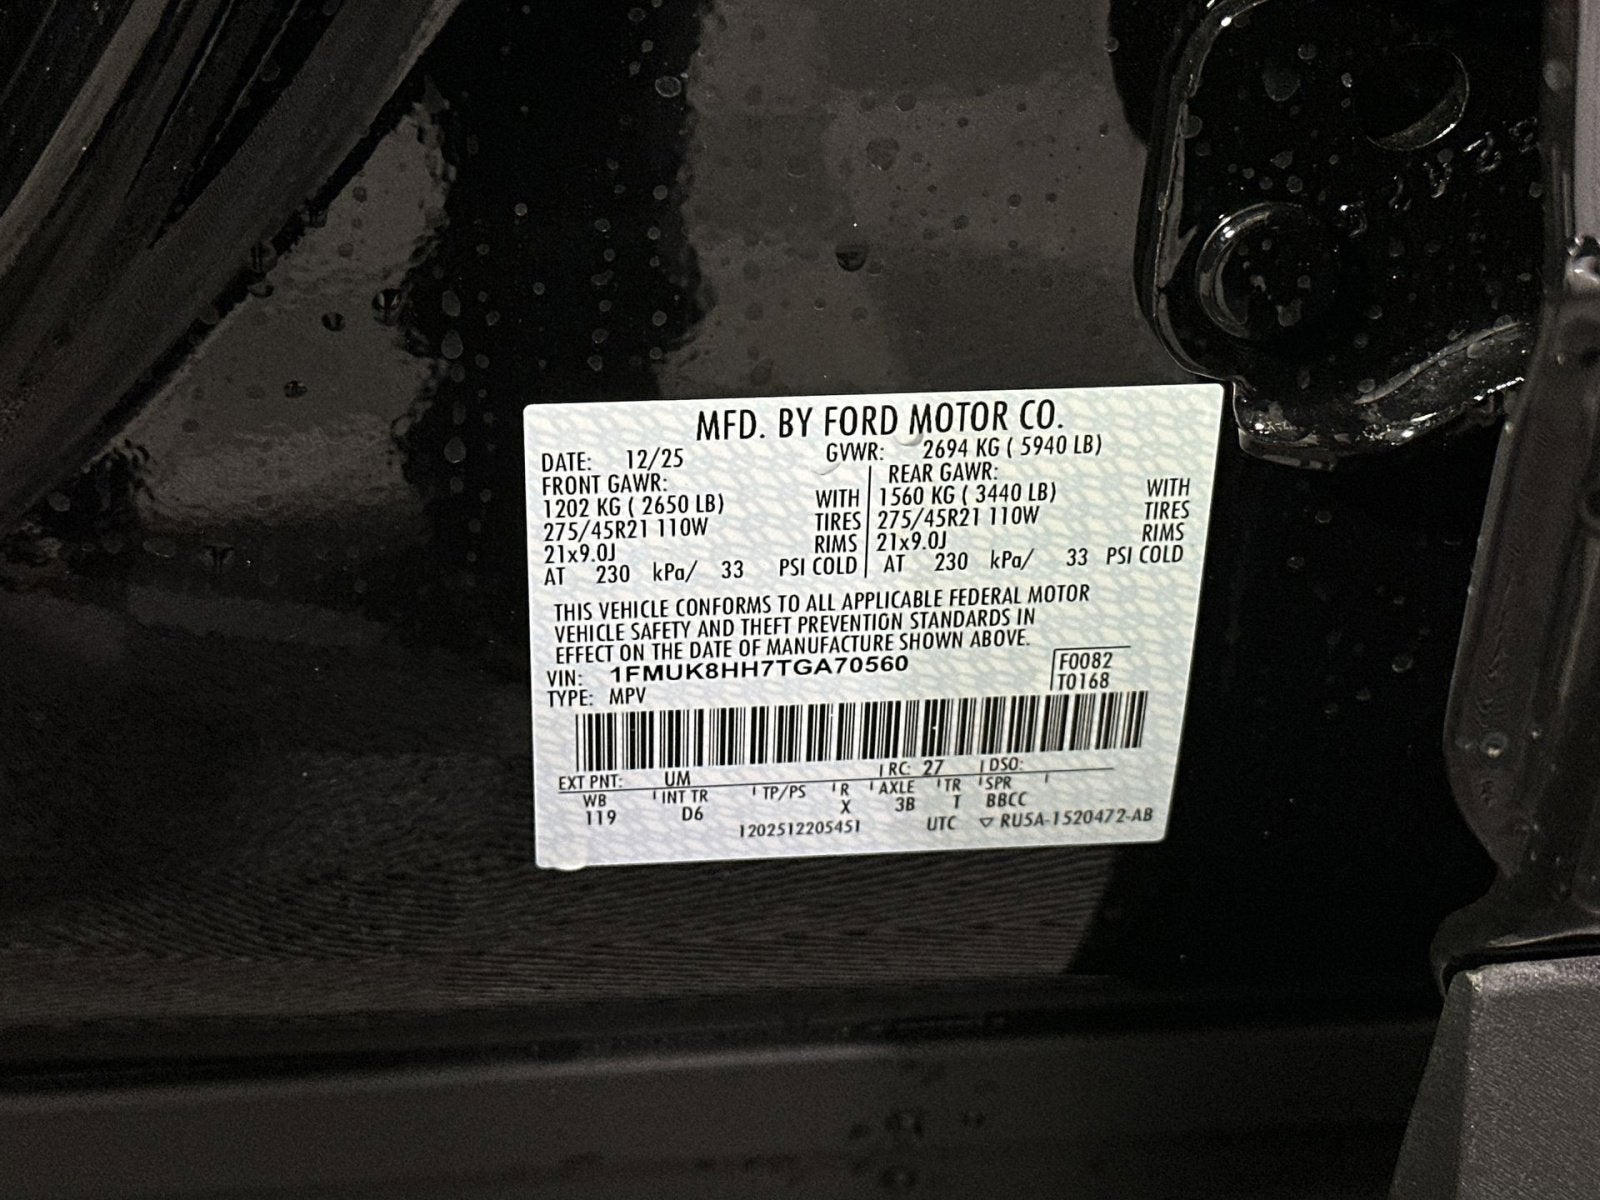 MFD. BY FORD MOTOR CO.
DATE: 12/25 GVWR: 2694 KG ( 5940 LB)
FRONT GAWR: REAR GAWR:
1202 KG ( 2650 LB) WITH 1560 KG ( 3440 LB) WITH
275/45R21 110W TIRES 275/45R21 110W TIRES
21x9.0J RIMS 21x9.0J RIMS
AT 230 kPa/ 33 PSI COLD AT 230 kPa/ 33 PSI COLD
THIS VEHICLE CONFORMS TO ALL APPLICABLE FEDERAL MOTOR
VEHICLE SAFETY AND THEFT PREVENTION STANDARDS IN
EFFECT ON THE DATE OF MANUFACTURE SHOWN ABOVE.
VIN: 1FMUK8HH7TGA70560 F0082
TYPE: MPV T0168
EXT PNT: UM RC: 27 DSO:
WB INT TR TP/PS R AXLE TR SPR
119 D6 X 3B T BBCC
1202512205451 UTC ▽ RU5A-1520472-AB